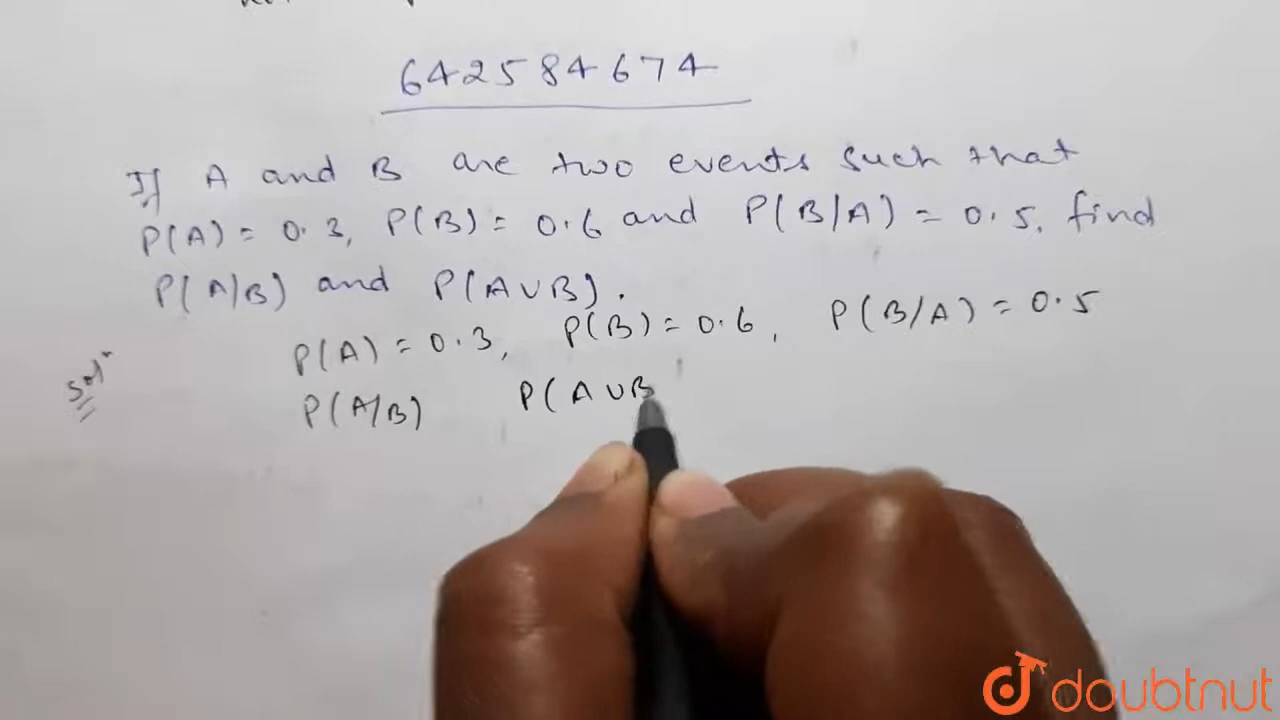 642584674
If A and B are two events such that
P(A) = 0.3, P(B) = 0.6 and P(B/A) = 0.5. find
P(A/B) and P(A∪B).
Solⁿ P(A) = 0.3, P(B) = 0.6, P(B/A) = 0.5
P(A/B) P(A∪B
doubtnut